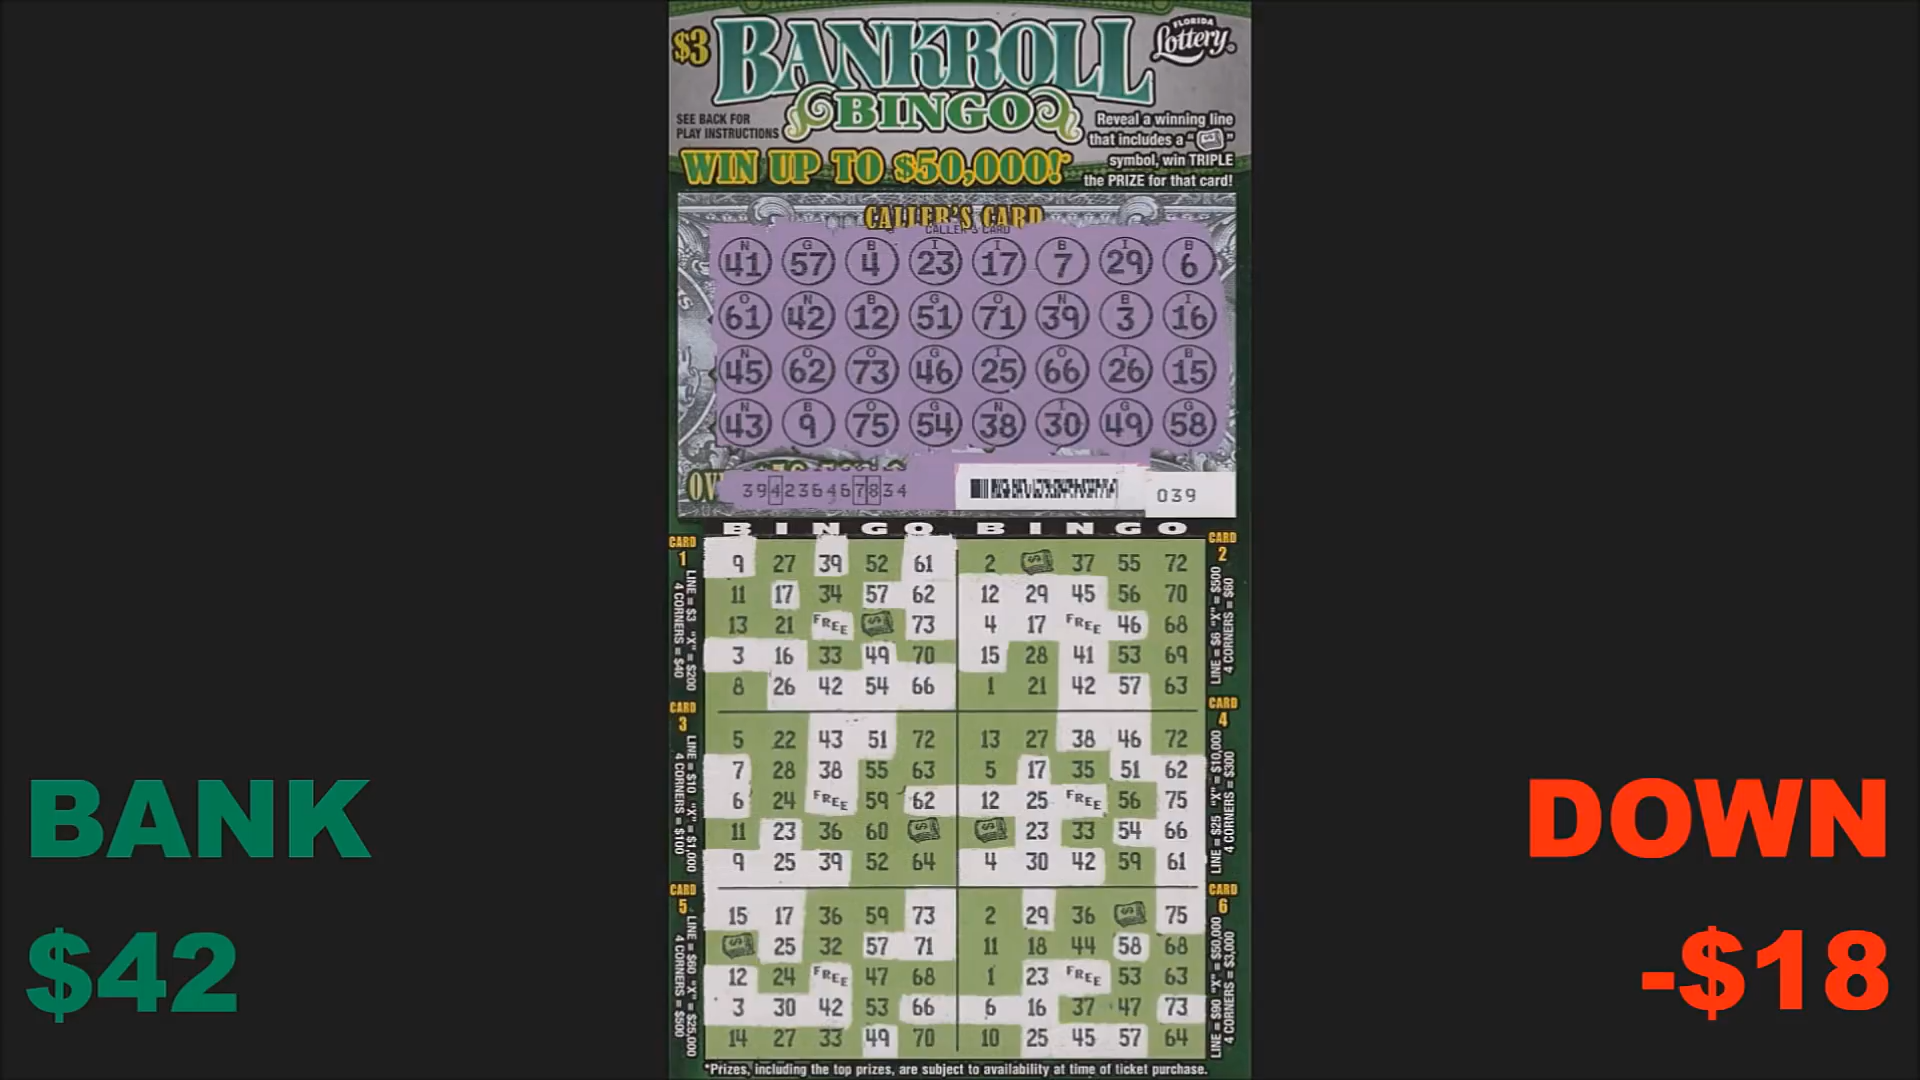 $3 BANKROLL
FLORIDA
Lottery
BINGO
SEE BACK FOR
PLAY INSTRUCTIONS
Reveal a winning line
that includes a " "
symbol, win TRIPLE
the PRIZE for that card!
WIN UP TO $50,000!*
CALLER'S CARD
CALLER'S CARD
N G B I I B I B
41 57 4 23 17 7 29 6
O N B G O N B I
61 42 12 51 71 39 3 16
N O O G I O I B
45 62 73 46 25 66 26 15
N B O G N I G G
43 9 75 54 38 30 49 58
394236467834
039
B I N G O B I N G O
CARD 1
LINE = $3 "X" = $200
4 CORNERS = $40
9 27 39 52 61
11 17 34 57 62
13 21 FREE $ 73
3 16 33 49 70
8 26 42 54 66
CARD 2
LINE = $6 "X" = $500
4 CORNERS = $60
2 $ 37 55 72
12 29 45 56 70
4 17 FREE 46 68
15 28 41 53 69
1 21 42 57 63
CARD 3
LINE = $10 "X" = $1,000
4 CORNERS = $100
5 22 43 51 72
7 28 38 55 63
6 24 FREE 59 62
11 23 36 60 $
9 25 39 52 64
CARD 4
LINE = $25 "X" = $10,000
4 CORNERS = $300
13 27 38 46 72
5 17 35 51 62
12 25 FREE 56 75
$ 23 33 54 66
4 30 42 59 61
CARD 5
LINE = $60 "X" = $25,000
4 CORNERS = $500
15 17 36 59 73
$ 25 32 57 71
12 24 FREE 47 68
3 30 42 53 66
14 27 33 49 70
CARD 6
LINE = $90 "X" = $50,000
4 CORNERS = $3,000
2 29 36 $ 75
11 18 44 58 68
1 23 FREE 53 63
6 16 37 47 73
10 25 45 57 64
*Prizes, including the top prizes, are subject to availability at time of ticket purchase.
BANK
$42
DOWN
-$18